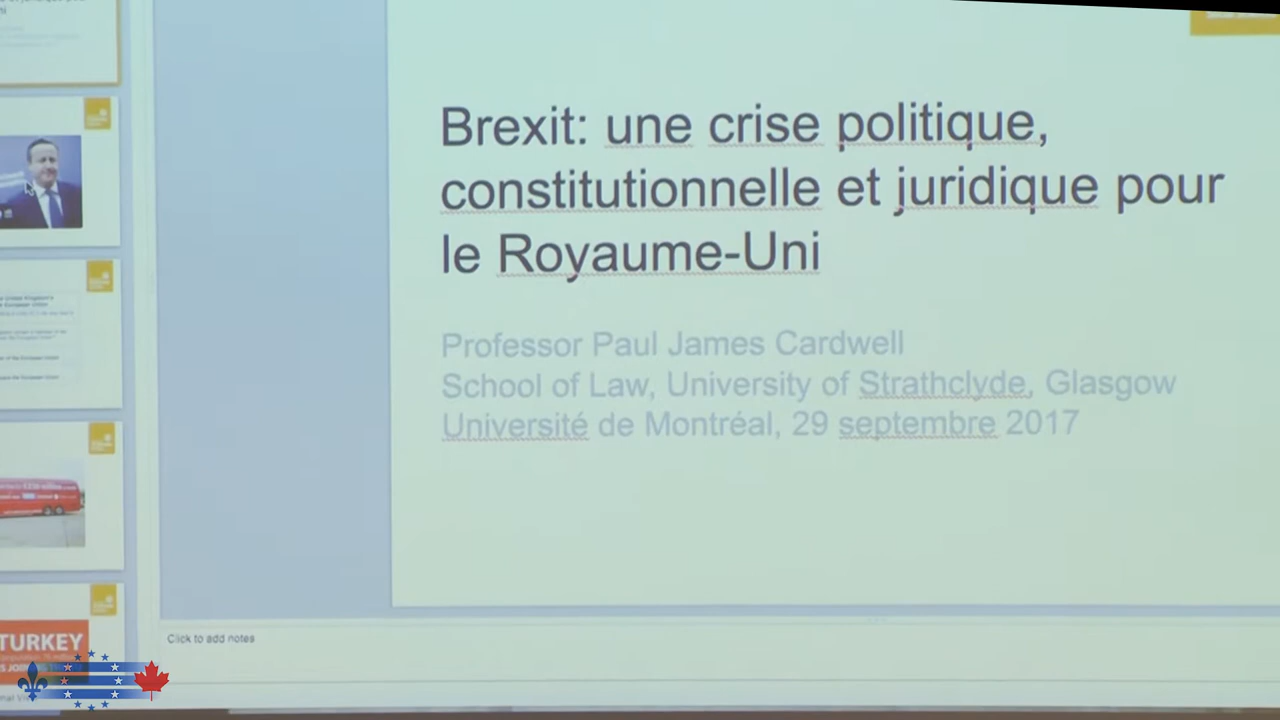 Brexit: une crise politique,
constitutionnelle et juridique pour
le Royaume-Uni
Professor Paul James Cardwell
School of Law, University of Strathclyde, Glasgow
Université de Montréal, 29 septembre 2017
Click to add notes
TURKEY